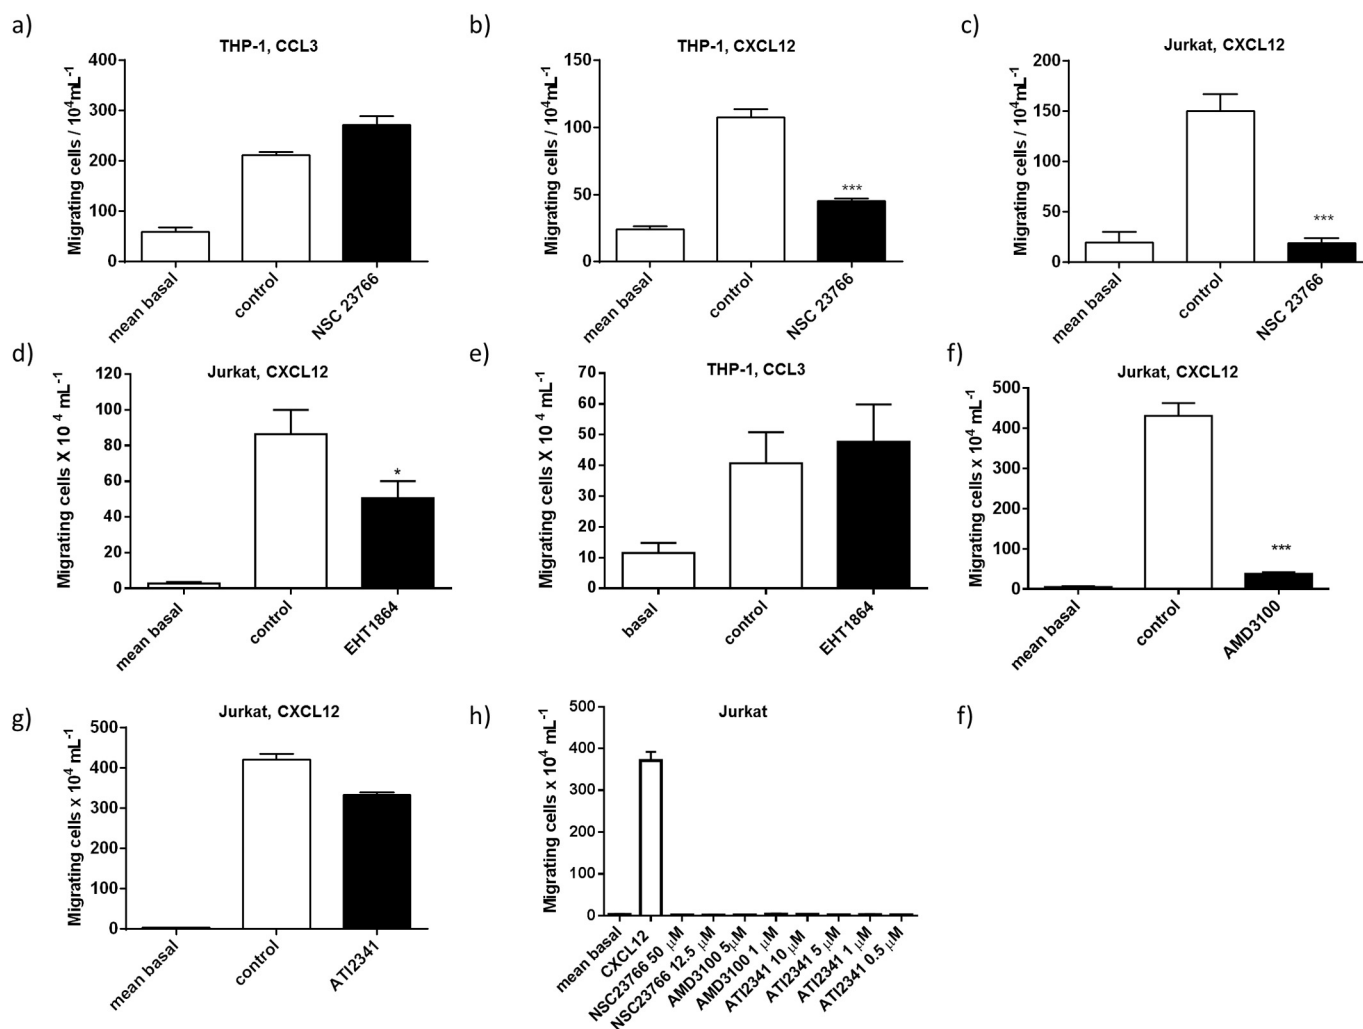 a)
THP-1, CCL3
Migrating cells / 10⁴mL⁻¹
400
300
200
100
0
mean basal
control
NSC 23766
b)
THP-1, CXCL12
Migrating cells / 10⁴mL⁻¹
150
100
50
0
***
mean basal
control
NSC 23766
c)
Jurkat, CXCL12
Migrating cells / 10⁴mL⁻¹
200
150
100
50
0
***
mean basal
control
NSC 23766
d)
Jurkat, CXCL12
Migrating cells X 10⁴ mL⁻¹
120
100
80
60
40
20
0
*
mean basal
control
EHT1864
e)
THP-1, CCL3
Migrating cells X 10⁴ mL⁻¹
70
60
50
40
30
20
10
0
basal
control
EHT1864
f)
Jurkat, CXCL12
Migrating cells x 10⁴ mL⁻¹
500
400
300
200
100
0
***
mean basal
control
AMD3100
g)
Jurkat, CXCL12
Migrating cells x 10⁴ mL⁻¹
500
400
300
200
100
0
mean basal
control
ATI2341
h)
Jurkat
Migrating cells x 10⁴ mL⁻¹
500
400
300
200
100
0
mean basal
CXCL12
NSC23766 50 μM
NSC23766 12.5 μM
AMD3100 5μM
AMD3100 1 μM
ATI2341 10 μM
ATI2341 5 μM
ATI2341 1 μM
ATI2341 0.5 μM
f)